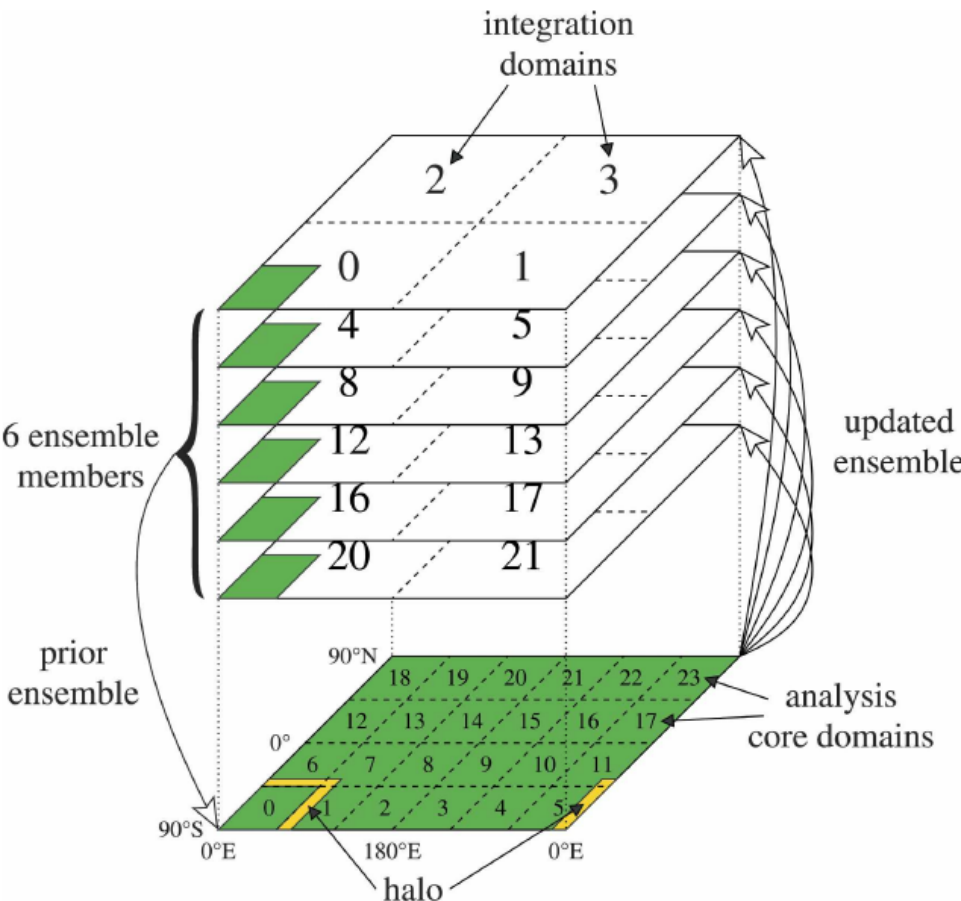 integration
domains
2 3
0 1
4 5
8 9
12 13
16 17
20 21
6 ensemble
members
updated
ensemble
prior
ensemble
90°N
18 19 20 21 22 23
analysis
core domains
12 13 14 15 16 17
0°
6 7 8 9 10 11
0 1 2 3 4 5
90°S
0°E 180°E 0°E
halo